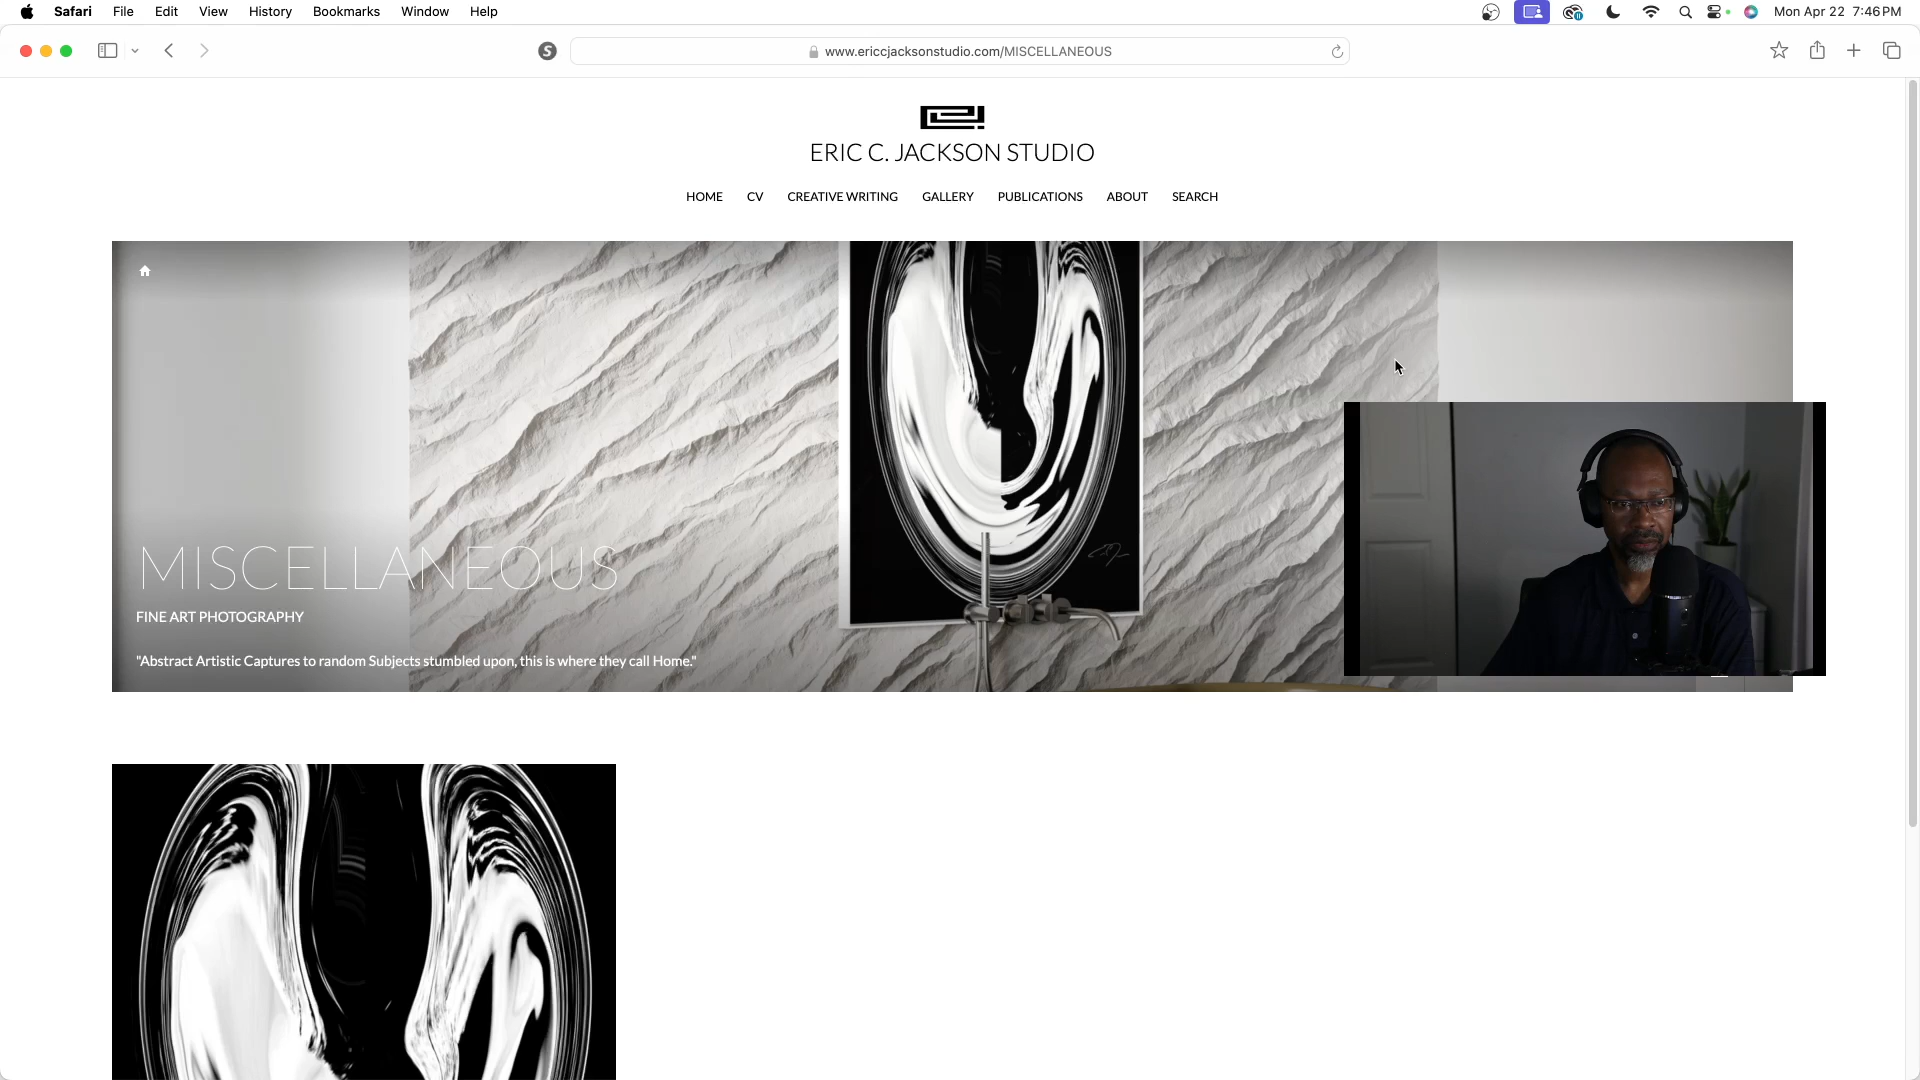 Safari File Edit View History Bookmarks Window Help Mon Apr 22 7:46 PM
www.ericcjacksonstudio.com/MISCELLANEOUS
ERIC C. JACKSON STUDIO
HOME CV CREATIVE WRITING GALLERY PUBLICATIONS ABOUT SEARCH
MISCELLANEOUS
FINE ART PHOTOGRAPHY
"Abstract Artistic Captures to random Subjects stumbled upon, this is where they call Home."